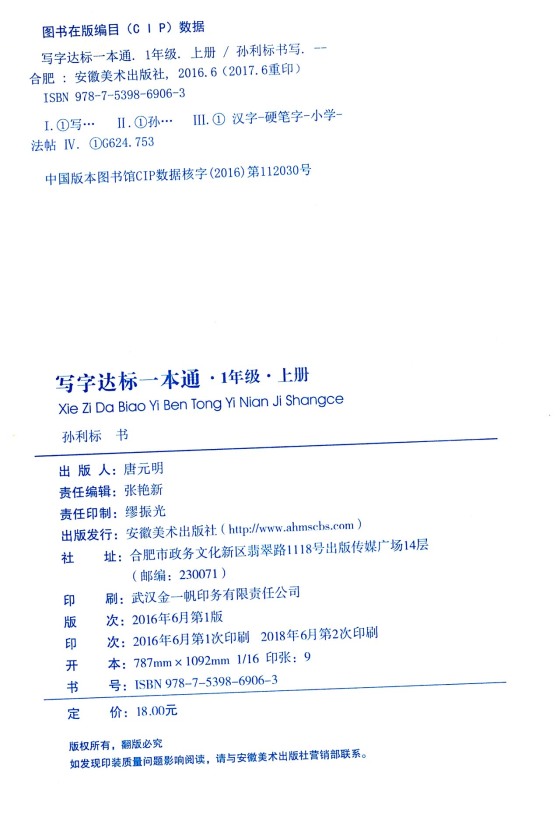 图书在版编目（CIP）数据
写字达标一本通. 1年级. 上册 / 孙利标书写. --
合肥 : 安徽美术出版社, 2016.6（2017.6重印）
ISBN 978-7-5398-6906-3
Ⅰ.①写… Ⅱ.①孙… Ⅲ.① 汉字-硬笔字-小学-
法帖 Ⅳ. ①G624.753
中国版本图书馆CIP数据核字(2016)第112030号
写字达标一本通·1年级·上册
Xie Zi Da Biao Yi Ben Tong Yi Nian Ji Shangce
孙利标 书
出 版 人：唐元明
责任编辑：张艳新
责任印制：缪振光
出版发行：安徽美术出版社（http://www.ahmscbs.com）
社 址：合肥市政务文化新区翡翠路1118号出版传媒广场14层
（邮编：230071）
印 刷：武汉金一帆印务有限责任公司
版 次：2016年6月第1版
印 次：2016年6月第1次印刷 2018年6月第2次印刷
开 本：787mm×1092mm 1/16 印张：9
书 号：ISBN 978-7-5398-6906-3
定 价：18.00元
版权所有，翻版必究
如发现印装质量问题影响阅读，请与安徽美术出版社营销部联系。